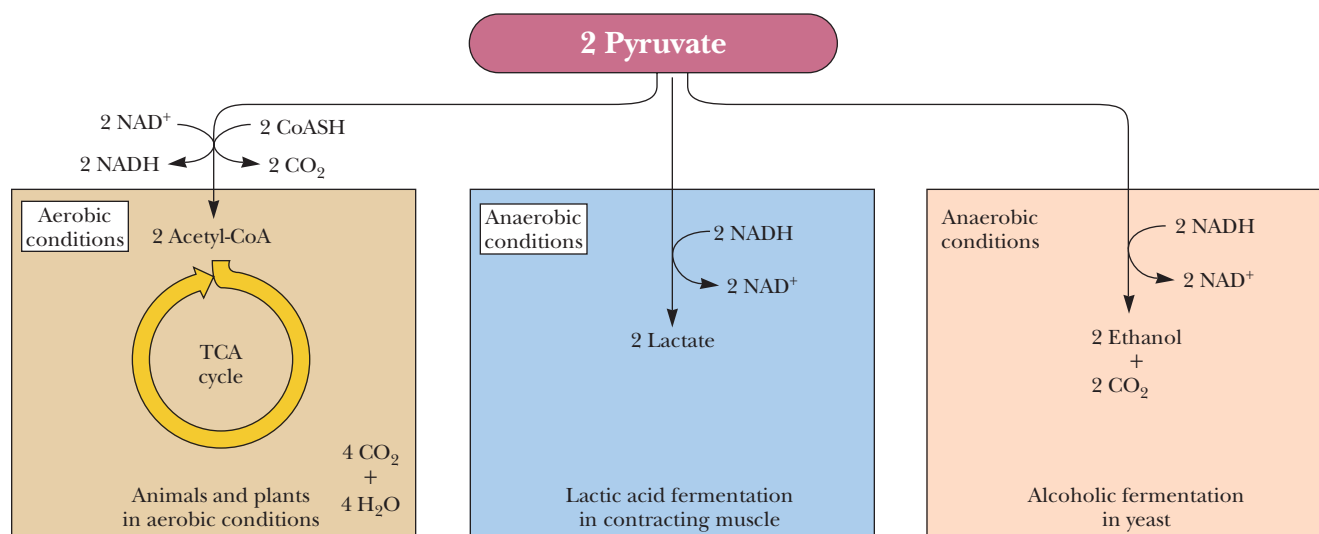 2 Pyruvate
2 NAD⁺
2 CoASH
2 NADH
2 CO₂
Aerobic
conditions
2 Acetyl-CoA
TCA
cycle
4 CO₂
+
4 H₂O
Animals and plants
in aerobic conditions
Anaerobic
conditions
2 NADH
2 NAD⁺
2 Lactate
Lactic acid fermentation
in contracting muscle
Anaerobic
conditions
2 NADH
2 NAD⁺
2 Ethanol
+
2 CO₂
Alcoholic fermentation
in yeast